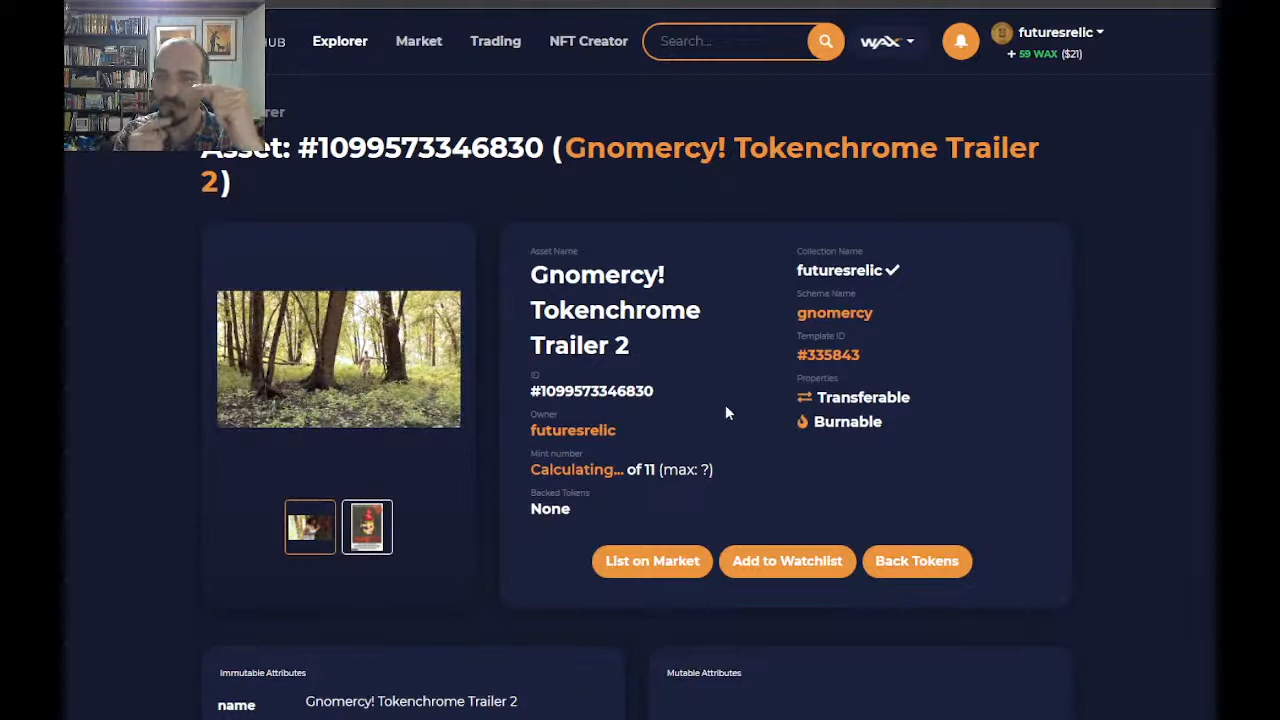 HUB
Explorer
Market
Trading
NFT Creator
Search...
WAX
futuresrelic
+ 59 WAX ($21)
Asset: #1099573346830 (Gnomercy! Tokenchrome Trailer
2)
Asset Name
Gnomercy!
Tokenchrome
Trailer 2
ID
#1099573346830
Owner
futuresrelic
Mint number
Calculating... of 11 (max: ?)
Backed Tokens
None
Collection Name
futuresrelic
Schema Name
gnomercy
Template ID
#335843
Properties
Transferable
Burnable
List on Market
Add to Watchlist
Back Tokens
Immutable Attributes
name
Gnomercy! Tokenchrome Trailer 2
Mutable Attributes